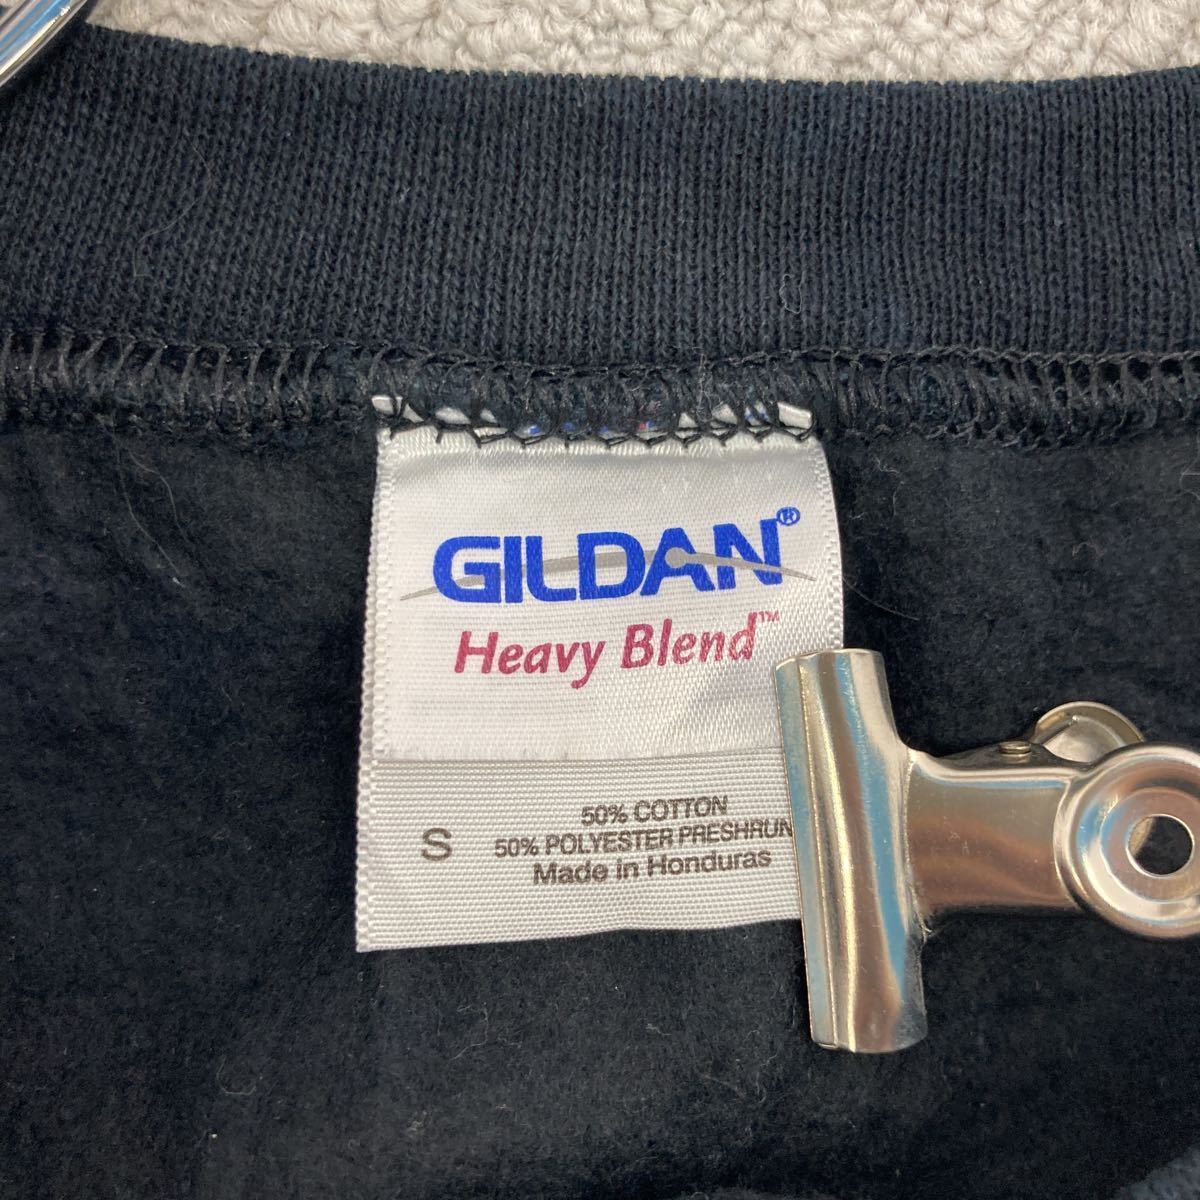 GILDAN®
Heavy Blend™
50% COTTON
S 50% POLYESTER PRESHRUN
Made in Honduras